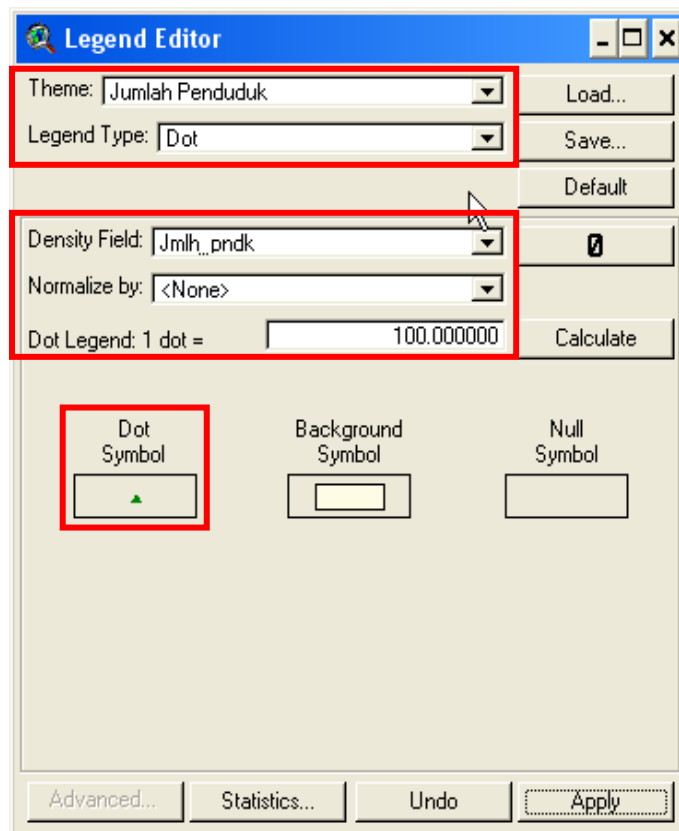 Legend Editor
Theme: Jumlah Penduduk
Load...
Legend Type: Dot
Save...
Default
Density Field: Jmlh_pndk
Normalize by: <None>
Dot Legend: 1 dot = 100.000000
Calculate
Dot
Symbol
Background
Symbol
Null
Symbol
Advanced...
Statistics...
Undo
Apply